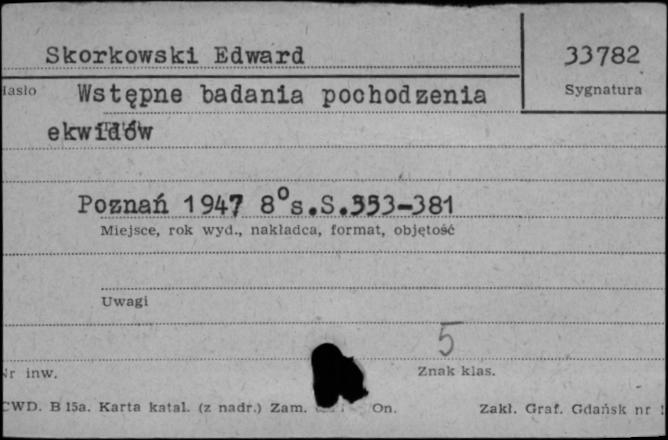 Skorkowski Edward
33782
Sygnatura
Wstępne badania pochodzenia
ekwidów
Poznań 1947 8°s.S.353-381
Miejsce, rok wyd., nakładca, format, objętość
Uwagi
5
Nr inw.
Znak klas.
CWD. B 15a. Karta katal. (z nadr.) Zam. On.
Zakł. Graf. Gdańsk nr